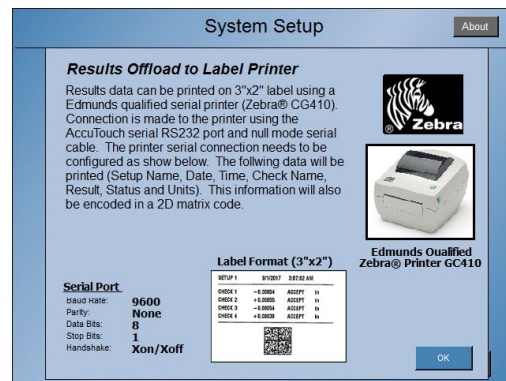 System Setup
About
Results Offload to Label Printer
Results data can be printed on 3"x2" label using a
Edmunds qualified serial printer (Zebra® CG410).
Connection is made to the printer using the
AccuTouch serial RS232 port and null mode serial
cable. The printer serial connection needs to be
configured as show below. The follwing data will be
printed (Setup Name, Date, Time, Check Name,
Result, Status and Units). This information will also
be encoded in a 2D matrix code.
Zebra®
Edmunds Qualified
Zebra® Printer GC410
Label Format (3"x2")
SETUP 1 9/1/2017 2:07:02 AM
CHECK 1 -0.00064 ACCEPT in
CHECK 2 +0.00055 ACCEPT in
CHECK 3 -0.00054 ACCEPT in
CHECK 4 +0.00039 ACCEPT in
Serial Port
Baud Rate: 9600
Parity: None
Data Bits: 8
Stop Bits: 1
Handshake: Xon/Xoff
OK